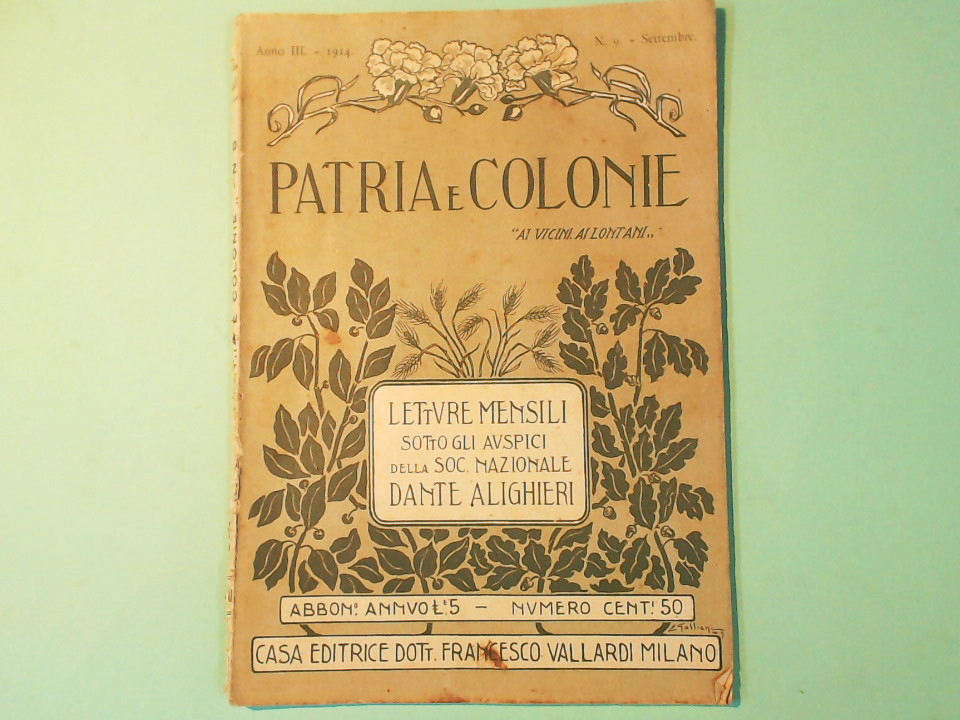 Anno III. - 1914.
N. 9. - Settembre.
PATRIA E COLONIE
"AI VICINI. AI LONTANI„
LETTVRE MENSILI
SOTTO GLI AVSPICI
DELLA SOC. NAZIONALE
DANTE ALIGHIERI
ABBON.º ANNVO L.º 5 - NVMERO CENT.! 50
CASA EDITRICE DOTT. FRANCESCO VALLARDI MILANO
E COLONIE